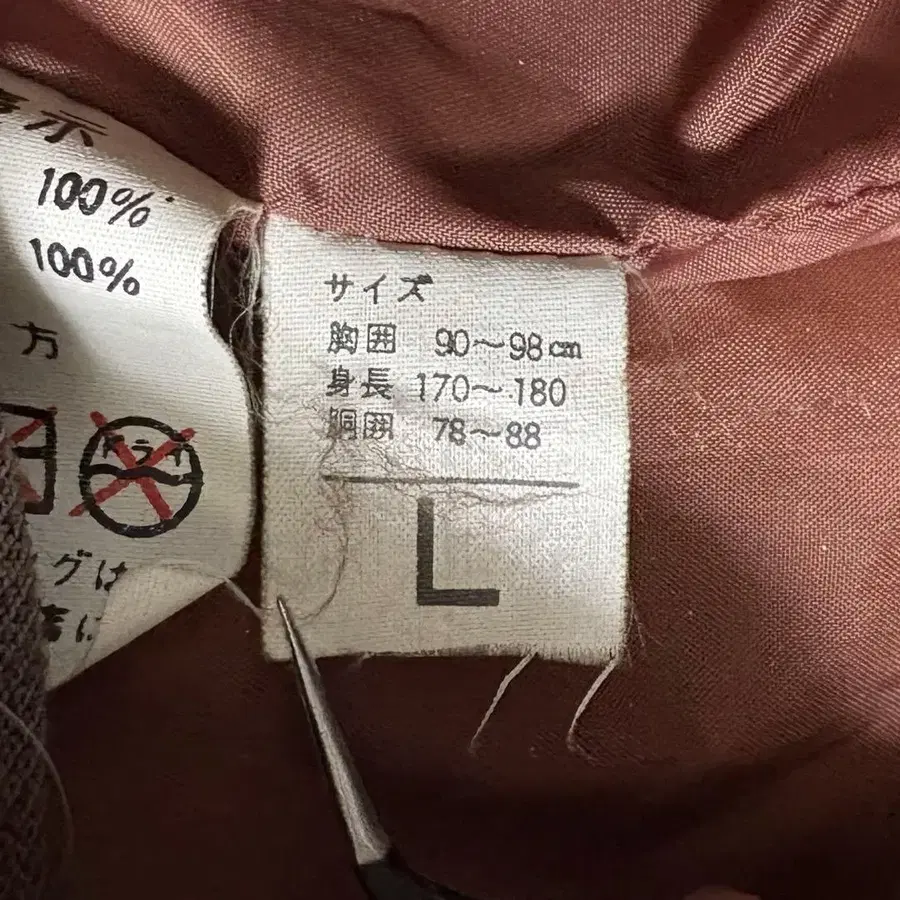 表示
100%
100%
方
ドライ
グは
サイズ
胸囲 90～98cm
身長 170～180
胴囲 78～88
L